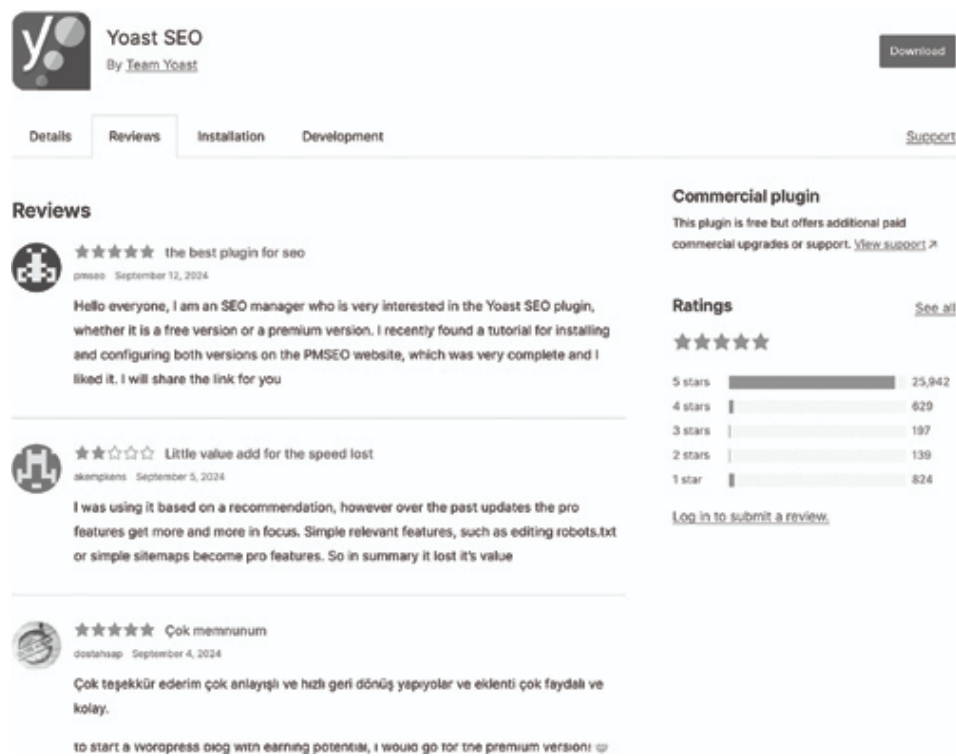 Yoast SEO
By Team Yoast
Download
Details
Reviews
Installation
Development
Support
Reviews
the best plugin for seo
pmseo September 12, 2024
Hello everyone, I am an SEO manager who is very interested in the Yoast SEO plugin,
whether it is a free version or a premium version. I recently found a tutorial for installing
and configuring both versions on the PMSEO website, which was very complete and I
liked it. I will share the link for you
Little value add for the speed lost
akempkens September 5, 2024
I was using it based on a recommendation, however over the past updates the pro
features get more and more in focus. Simple relevant features, such as editing robots.txt
or simple sitemaps become pro features. So in summary it lost it's value
Çok memnunum
dostahsap September 4, 2024
Çok teşekkür ederim çok anlayışlı ve hızlı geri dönüş yapıyolar ve eklenti çok faydalı ve
kolay.
to start a wordpress blog with earning potential, I would go for the premium version!
Commercial plugin
This plugin is free but offers additional paid
commercial upgrades or support. View support ↗
Ratings
See all
5 stars 25,942
4 stars 629
3 stars 197
2 stars 139
1 star 824
Log in to submit a review.